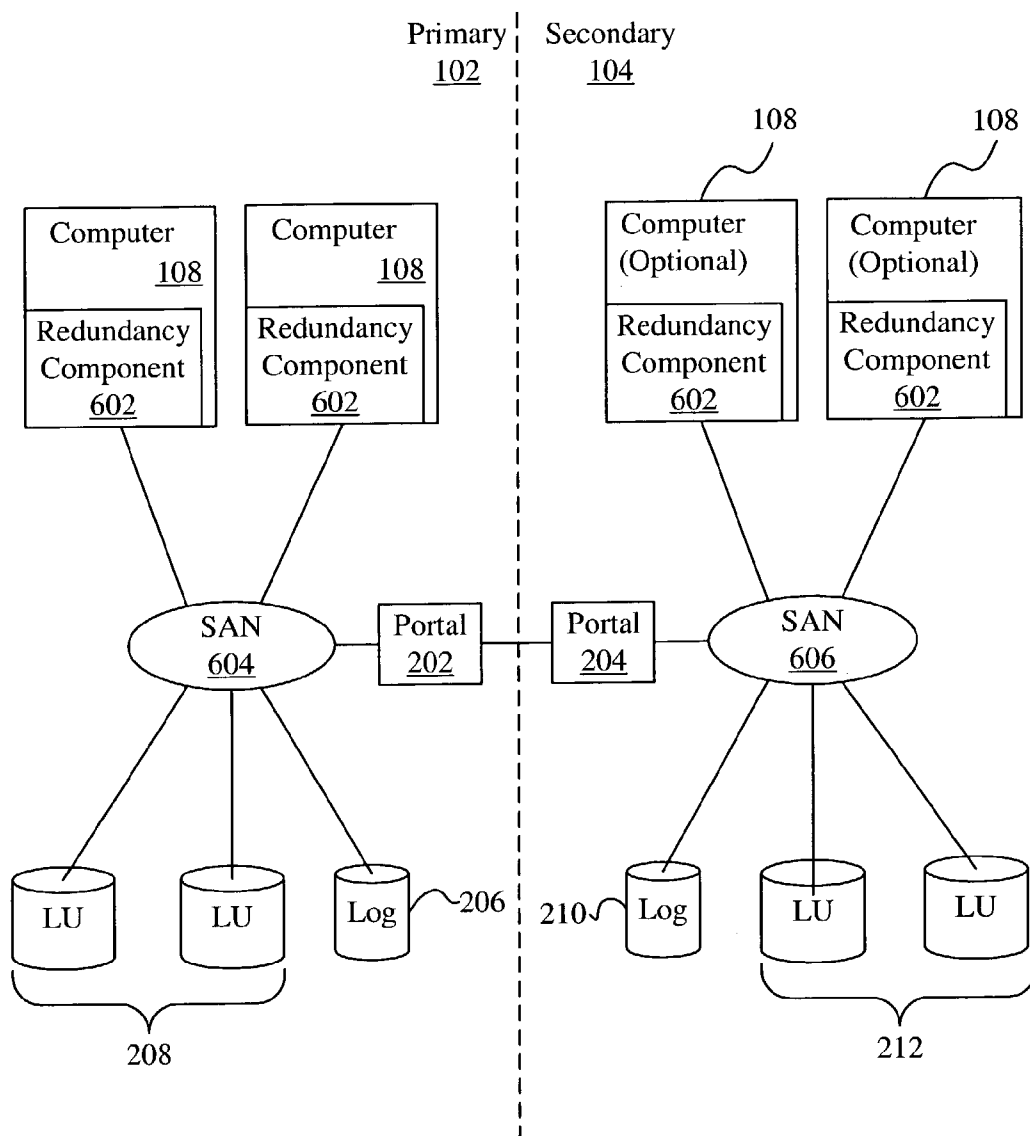 Primary
102
Secondary
104
108
108
Computer
108
Redundancy
Component
602
Computer
108
Redundancy
Component
602
Computer
(Optional)
Redundancy
Component
602
Computer
(Optional)
Redundancy
Component
602
SAN
604
Portal
202
Portal
204
SAN
606
LU
LU
Log
206
210
Log
LU
LU
208
212